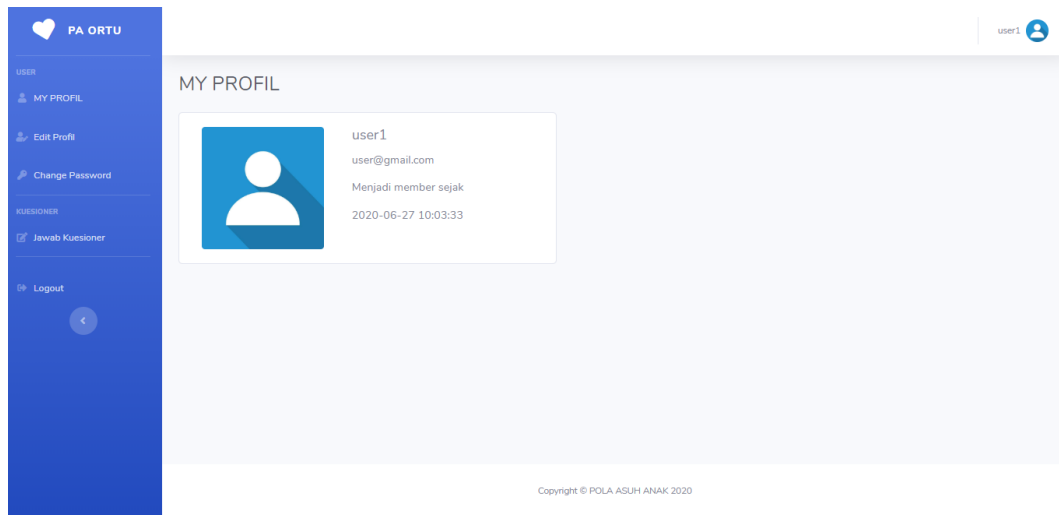 PA ORTU
USER
MY PROFIL
Edit Profil
Change Password
KUESIONER
Jawab Kuesioner
Logout
user1
MY PROFIL
user1
user@gmail.com
Menjadi member sejak
2020-06-27 10:03:33
Copyright © POLA ASUH ANAK 2020